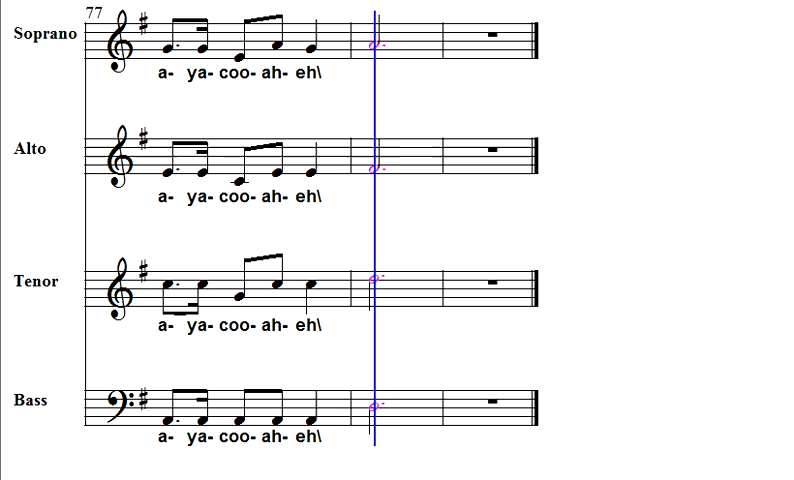 77
Soprano
a- ya- coo- ah- eh\
Alto
a- ya- coo- ah- eh\
Tenor
a- ya- coo- ah- eh\
Bass
a- ya- coo- ah- eh\